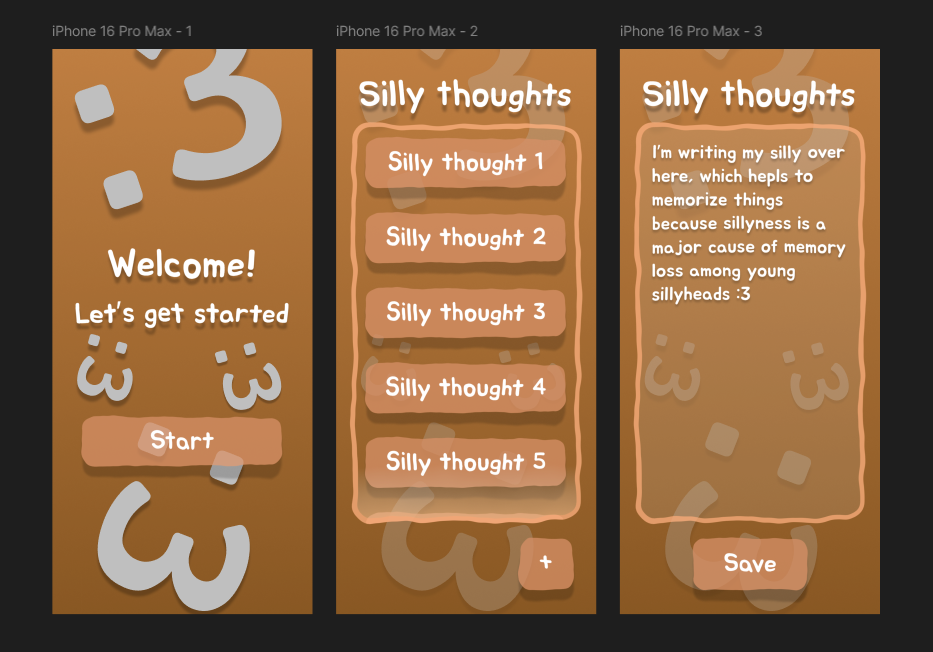 iPhone 16 Pro Max - 1
:3
Welcome!
Let's get started
:3
:3
Start
:3
iPhone 16 Pro Max - 2
Silly thoughts
Silly thought 1
Silly thought 2
Silly thought 3
Silly thought 4
Silly thought 5
+
iPhone 16 Pro Max - 3
Silly thoughts
I'm writing my silly over
here, which hepls to
memorize things
because sillyness is a
major cause of memory
loss among young
sillyheads :3
Save